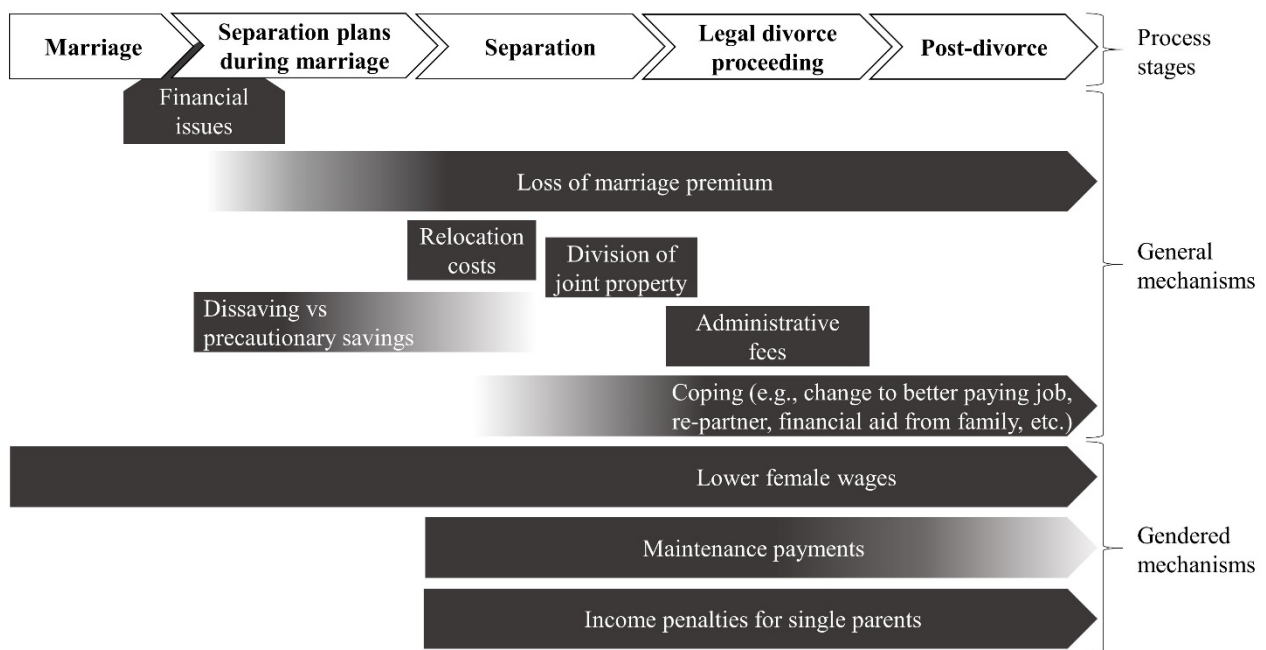 Marriage
Separation plans
during marriage
Separation
Legal divorce
proceeding
Post-divorce
Process
stages
Financial
issues
Loss of marriage premium
Relocation
costs
Division of
joint property
Dissaving vs
precautionary savings
Administrative
fees
Coping (e.g., change to better paying job,
re-partner, financial aid from family, etc.)
General
mechanisms
Lower female wages
Maintenance payments
Income penalties for single parents
Gendered
mechanisms